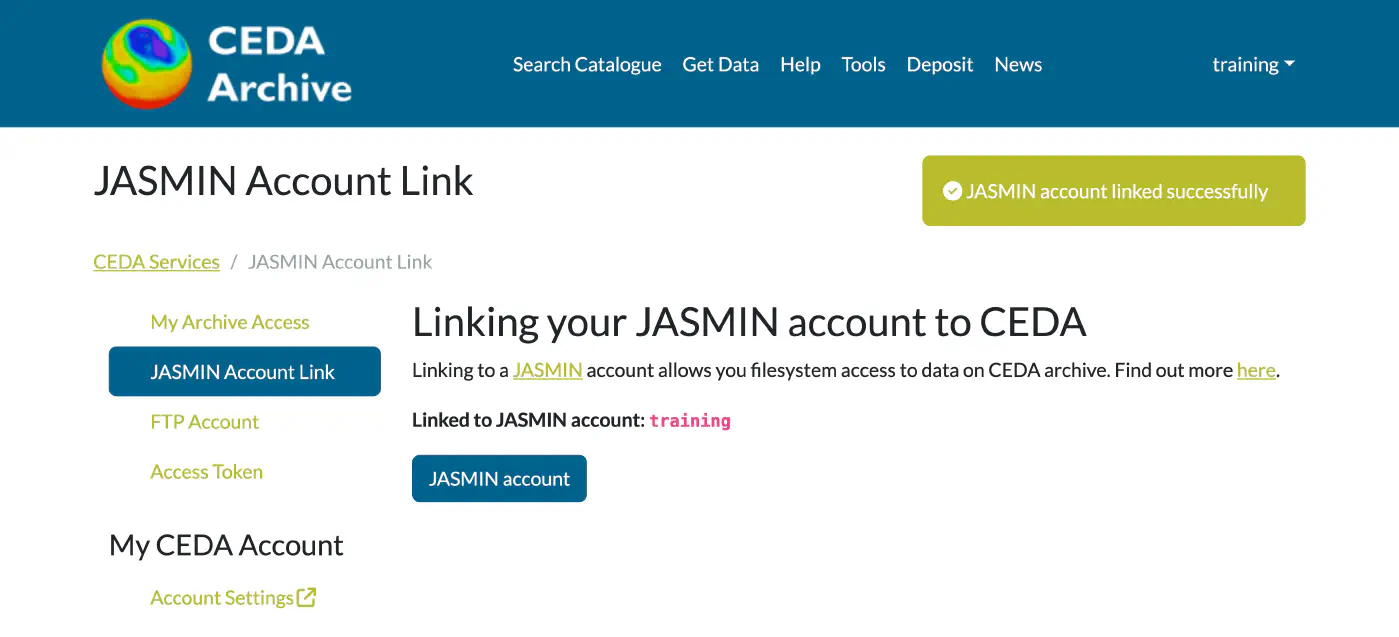 CEDA
Archive
Search Catalogue Get Data Help Tools Deposit News training
JASMIN Account Link
JASMIN account linked successfully
CEDA Services / JASMIN Account Link
My Archive Access
JASMIN Account Link
FTP Account
Access Token
My CEDA Account
Account Settings
Linking your JASMIN account to CEDA
Linking to a JASMIN account allows you filesystem access to data on CEDA archive. Find out more here.
Linked to JASMIN account: training
JASMIN account